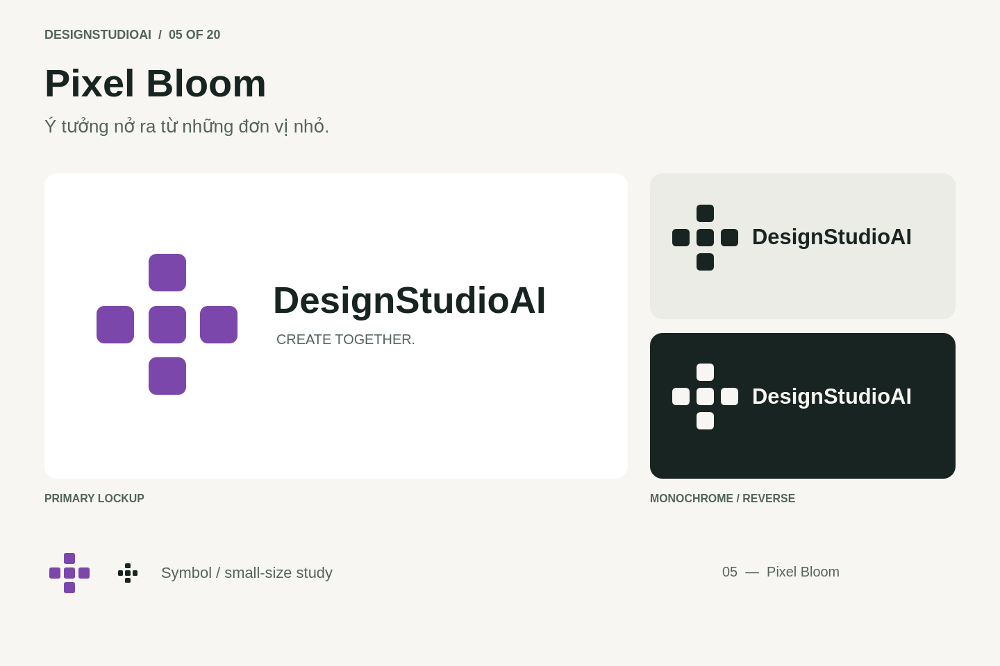 DESIGNSTUDIOAI / 05 OF 20
Pixel Bloom
Ý tưởng nở ra từ những đơn vị nhỏ.
DesignStudioAI
CREATE TOGETHER.
DesignStudioAI
DesignStudioAI
PRIMARY LOCKUP
MONOCHROME / REVERSE
Symbol / small-size study
05 — Pixel Bloom